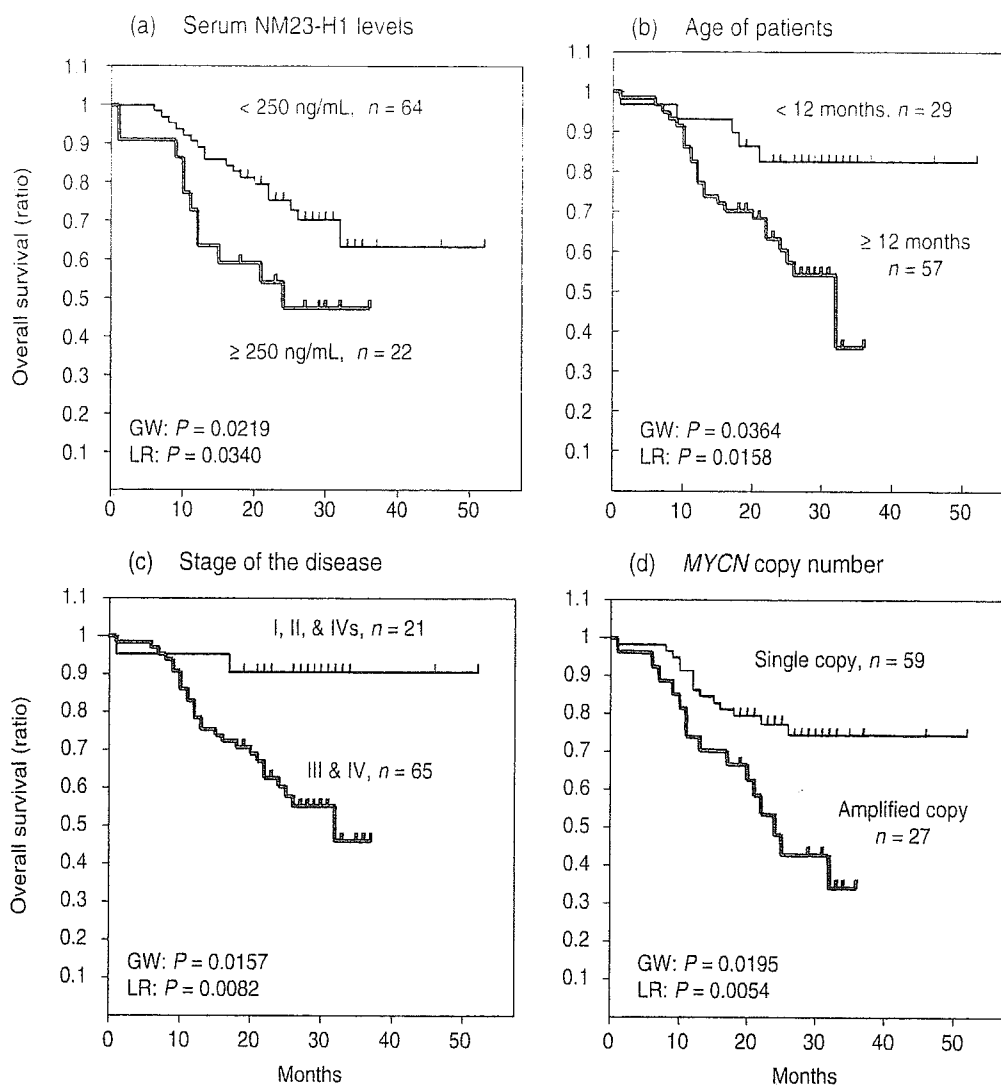 (a) Serum NM23-H1 levels
1.1
1
0.9
0.8
0.7
0.6
0.5
0.4
0.3
0.2
0.1
Overall survival (ratio)
< 250 ng/mL, n = 64
≥ 250 ng/mL, n = 22
GW: P = 0.0219
LR: P = 0.0340
0 10 20 30 40 50
(b) Age of patients
1.1
1
0.9
0.8
0.7
0.6
0.5
0.4
0.3
0.2
0.1
< 12 months. n = 29
≥ 12 months
n = 57
GW: P = 0.0364
LR: P = 0.0158
0 10 20 30 40 50
(c) Stage of the disease
1.1
1
0.9
0.8
0.7
0.6
0.5
0.4
0.3
0.2
0.1
Overall survival (ratio)
I, II, & IVs, n = 21
III & IV, n = 65
GW: P = 0.0157
LR: P = 0.0082
0 10 20 30 40 50
Months
(d) MYCN copy number
1.1
1
0.9
0.8
0.7
0.6
0.5
0.4
0.3
0.2
0.1
Single copy, n = 59
Amplified copy
n = 27
GW: P = 0.0195
LR: P = 0.0054
0 10 20 30 40 50
Months